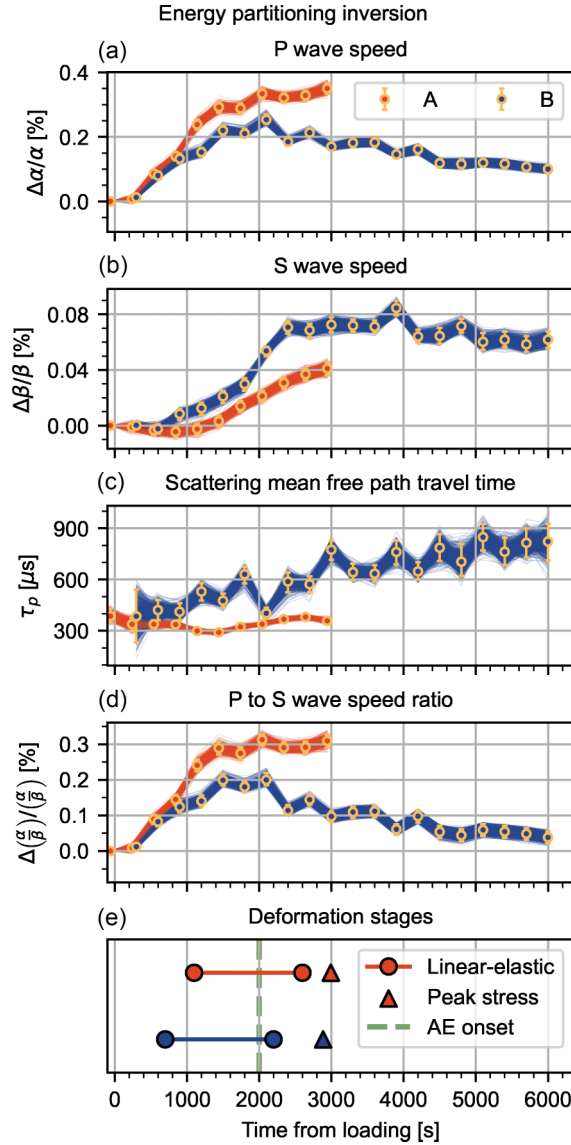 Energy partitioning inversion
(a) P wave speed
Δα/α [%]
0.4
0.2
0.0
A B
(b) S wave speed
Δβ/β [%]
0.08
0.04
0.00
(c) Scattering mean free path travel time
τp [μs]
900
600
300
(d) P to S wave speed ratio
Δ(α/β)/(α/β) [%]
0.3
0.2
0.1
0.0
(e) Deformation stages
Linear-elastic
Peak stress
AE onset
0 1000 2000 3000 4000 5000 6000
Time from loading [s]